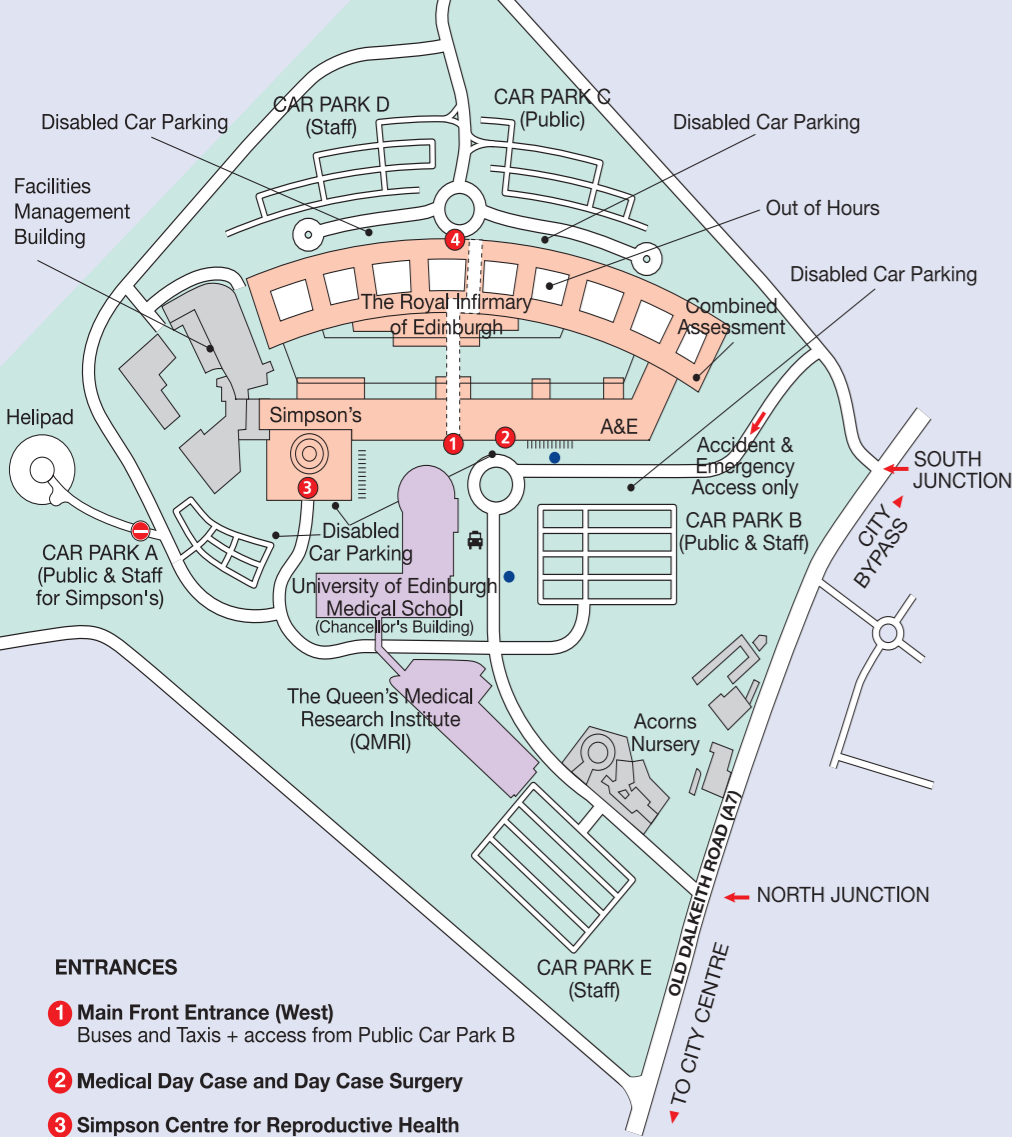 CAR PARK D
(Staff)
CAR PARK C
(Public)
Disabled Car Parking
Disabled Car Parking
Facilities
Management
Building
Out of Hours
4
Disabled Car Parking
The Royal Infirmary
of Edinburgh
Combined
Assessment
Helipad
Simpson's
A&E
1
2
3
Accident &
Emergency
Access only
SOUTH
JUNCTION
CITY
BYPASS
CAR PARK A
(Public & Staff
for Simpson's)
Disabled
Car Parking
CAR PARK B
(Public & Staff)
University of Edinburgh
Medical School
(Chancellor's Building)
The Queen's Medical
Research Institute
(QMRI)
Acorns
Nursery
OLD DALKEITH ROAD (A7)
NORTH JUNCTION
CAR PARK E
(Staff)
TO CITY CENTRE
ENTRANCES
1 Main Front Entrance (West)
Buses and Taxis + access from Public Car Park B
2 Medical Day Case and Day Case Surgery
3 Simpson Centre for Reproductive Health